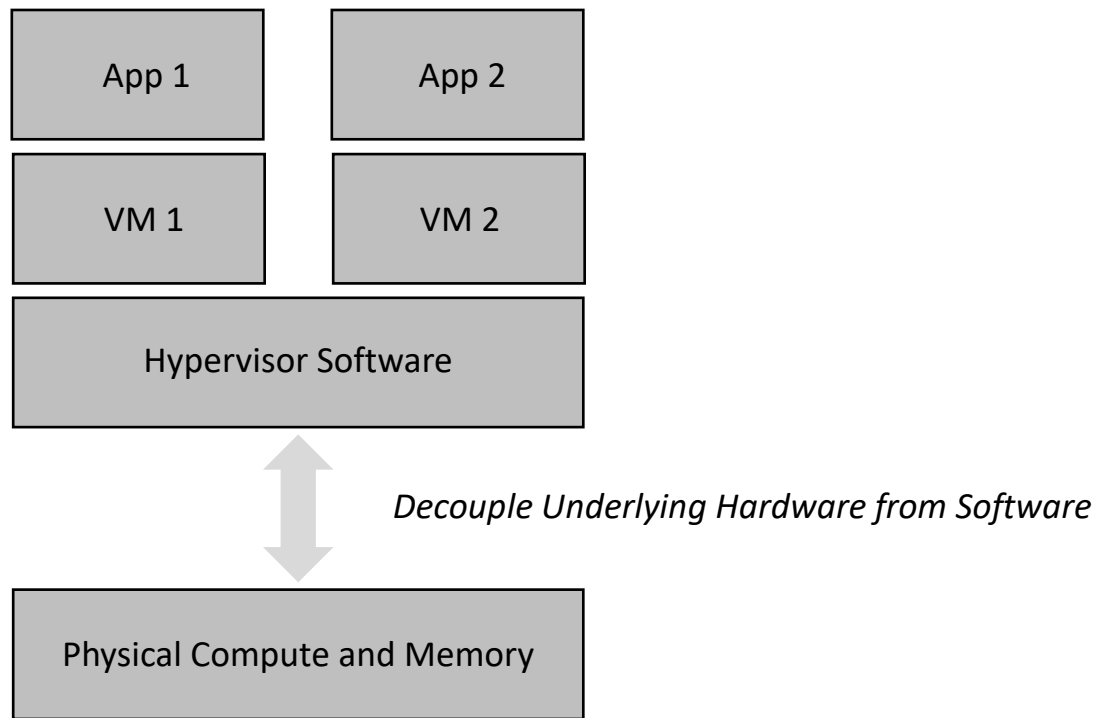 App 1
App 2
VM 1
VM 2
Hypervisor Software
Decouple Underlying Hardware from Software
Physical Compute and Memory